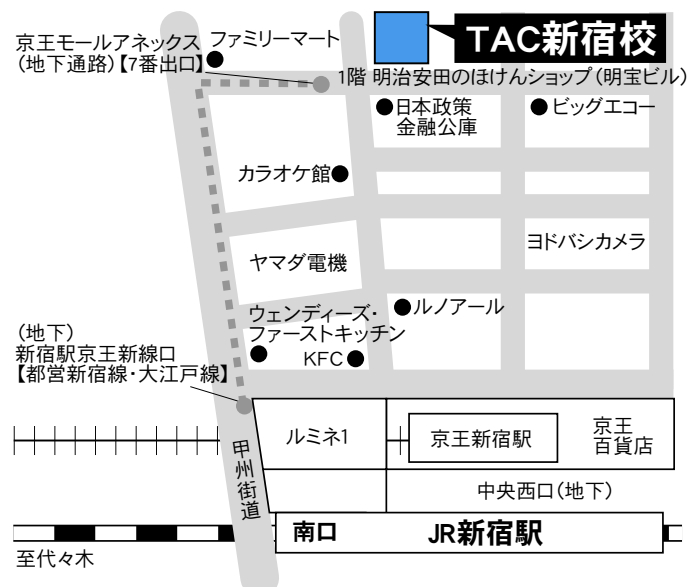 TAC新宿校
京王モールアネックス
(地下通路)【7番出口】
ファミリーマート
1階 明治安田のほけんショップ(明宝ビル)
日本政策
金融公庫
ビッグエコー
カラオケ館
ヨドバシカメラ
ヤマダ電機
ウェンディーズ・
ファーストキッチン
ルノアール
KFC
(地下)
新宿駅京王新線口
【都営新宿線・大江戸線】
ルミネ1
京王新宿駅
京王
百貨店
甲州街道
中央西口(地下)
南口
JR新宿駅
至代々木